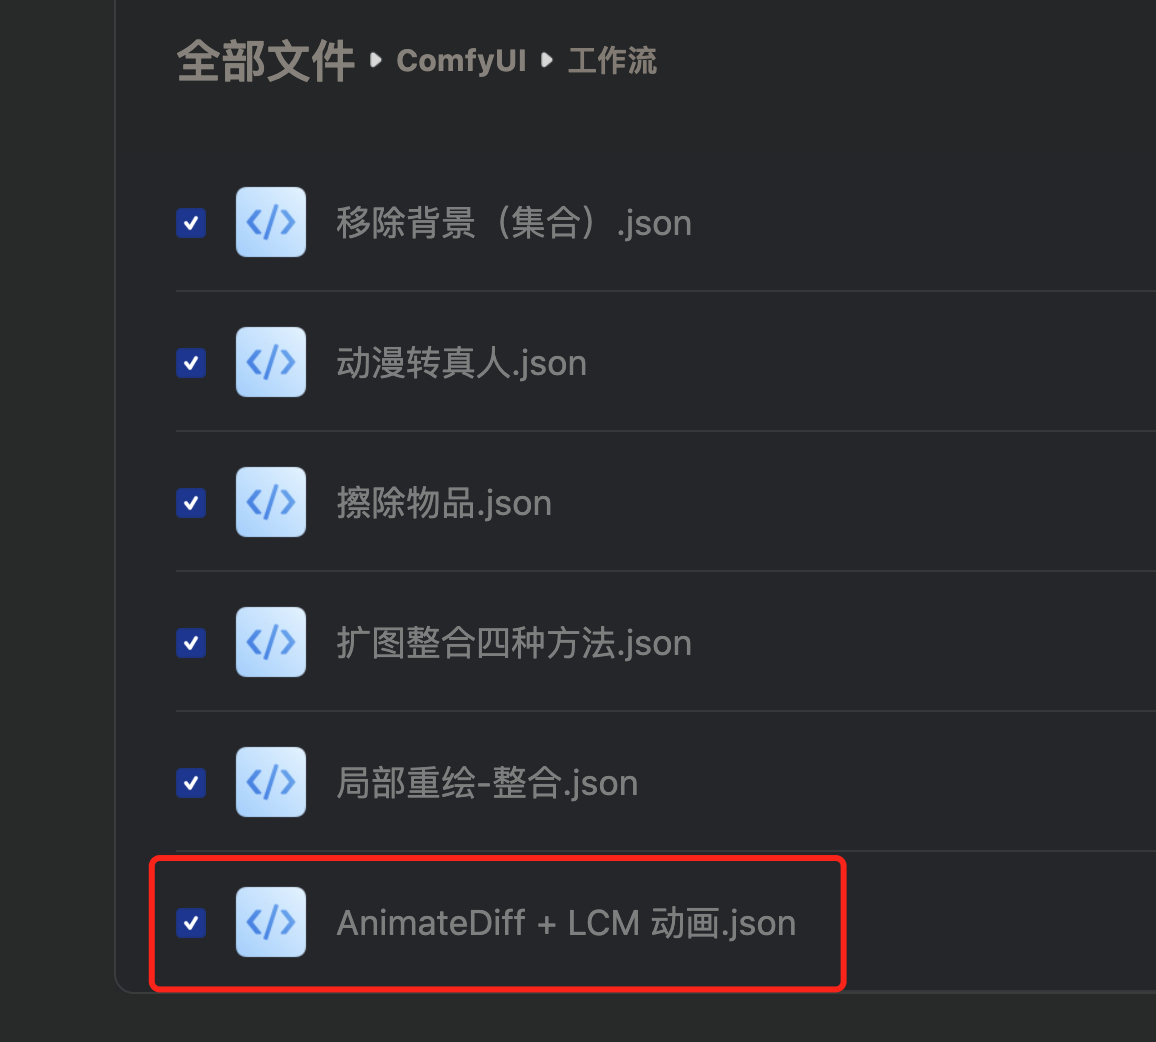 全部文件 ▸ ComfyUI ▸ 工作流
移除背景（集合）.json
动漫转真人.json
擦除物品.json
扩图整合四种方法.json
局部重绘-整合.json
AnimateDiff + LCM 动画.json